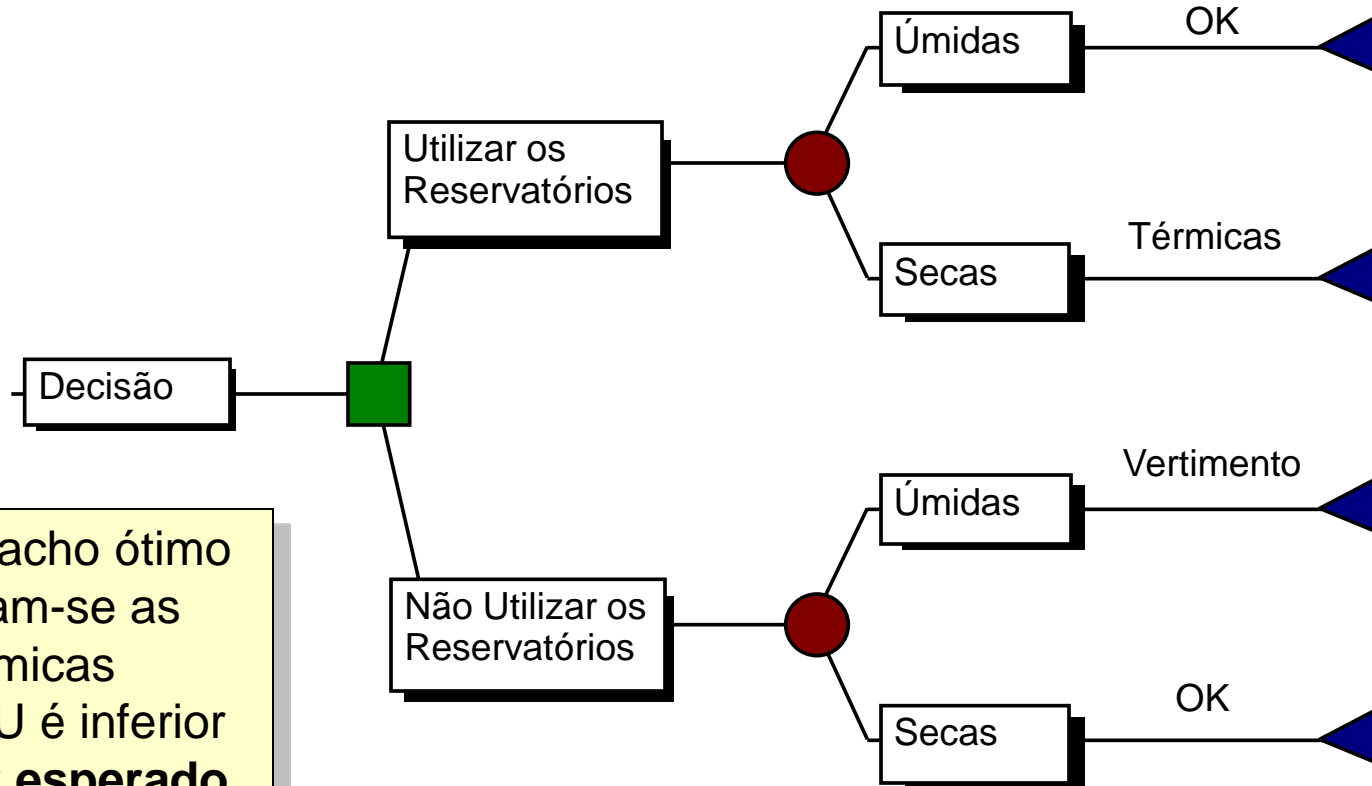 Úmidas
OK
Utilizar os
Reservatórios
Secas
Térmicas
Decisão
Úmidas
Vertimento
Não Utilizar os
Reservatórios
Secas
OK
acho ótimo
am-se as
micas
U é inferior
esperado